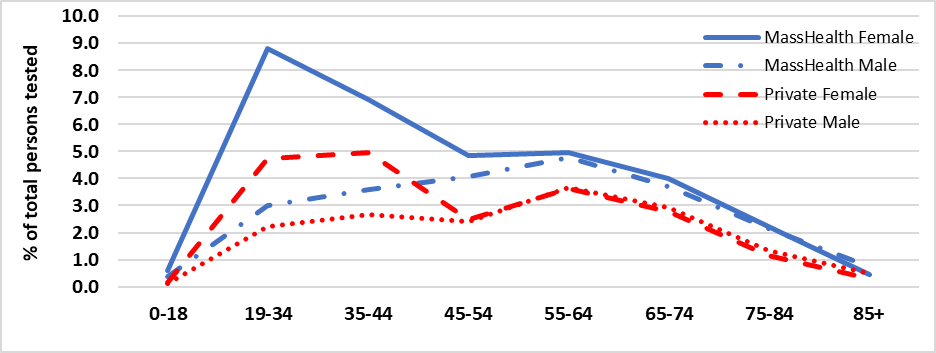 % of total persons tested
10.0
9.0
8.0
7.0
6.0
5.0
4.0
3.0
2.0
1.0
0.0
0-18 19-34 35-44 45-54 55-64 65-74 75-84 85+
MassHealth Female
MassHealth Male
Private Female
Private Male